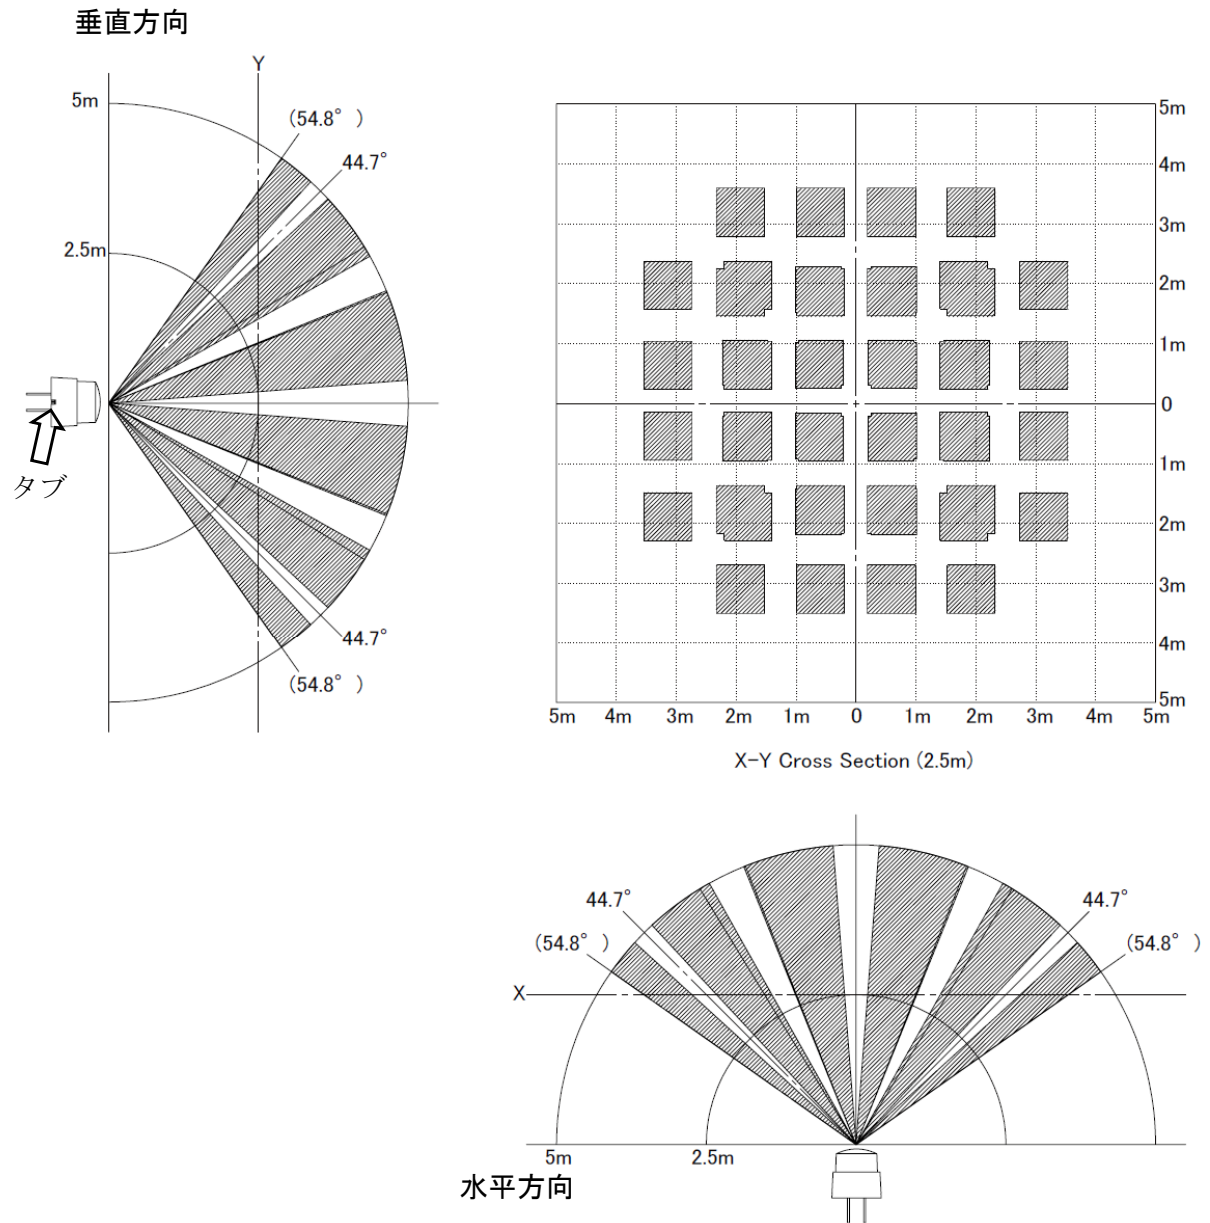 垂直方向
Y
5m
(54.8° )
44.7°
2.5m
タブ
44.7°
(54.8° )
5m
4m
3m
2m
1m
0
1m
2m
3m
4m
5m
5m 4m 3m 2m 1m 0 1m 2m 3m 4m 5m
X-Y Cross Section (2.5m)
44.7° 44.7°
(54.8° ) (54.8° )
X
5m 2.5m
水平方向